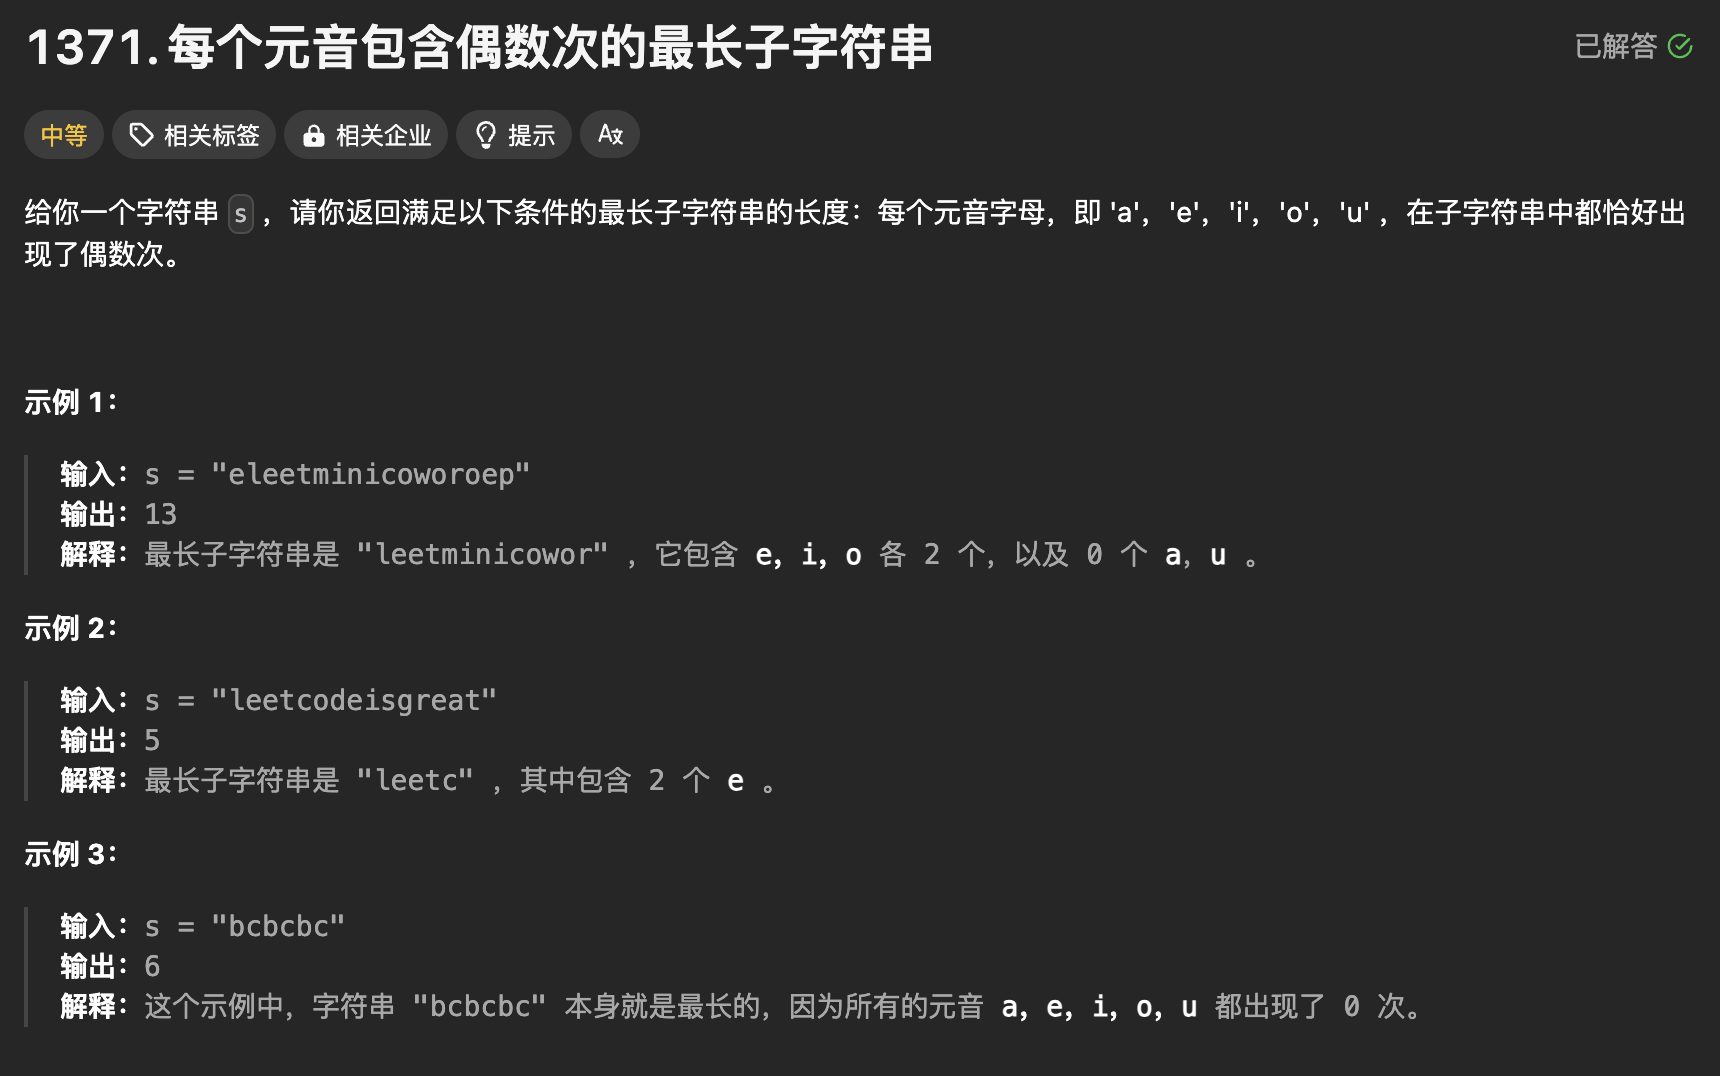 1371. 每个元音包含偶数次的最长子字符串
已解答
中等 相关标签 相关企业 提示 Aあ
给你一个字符串 s ，请你返回满足以下条件的最长子字符串的长度：每个元音字母，即 'a'，'e'，'i'，'o'，'u' ，在子字符串中都恰好出
现了偶数次。
示例 1：
输入：s = "eleetminicoworoep"
输出：13
解释：最长子字符串是 "leetminicowor" ，它包含 e，i，o 各 2 个，以及 0 个 a，u 。
示例 2：
输入：s = "leetcodeisgreat"
输出：5
解释：最长子字符串是 "leetc" ，其中包含 2 个 e 。
示例 3：
输入：s = "bcbcbc"
输出：6
解释：这个示例中，字符串 "bcbcbc" 本身就是最长的，因为所有的元音 a，e，i，o，u 都出现了 0 次。